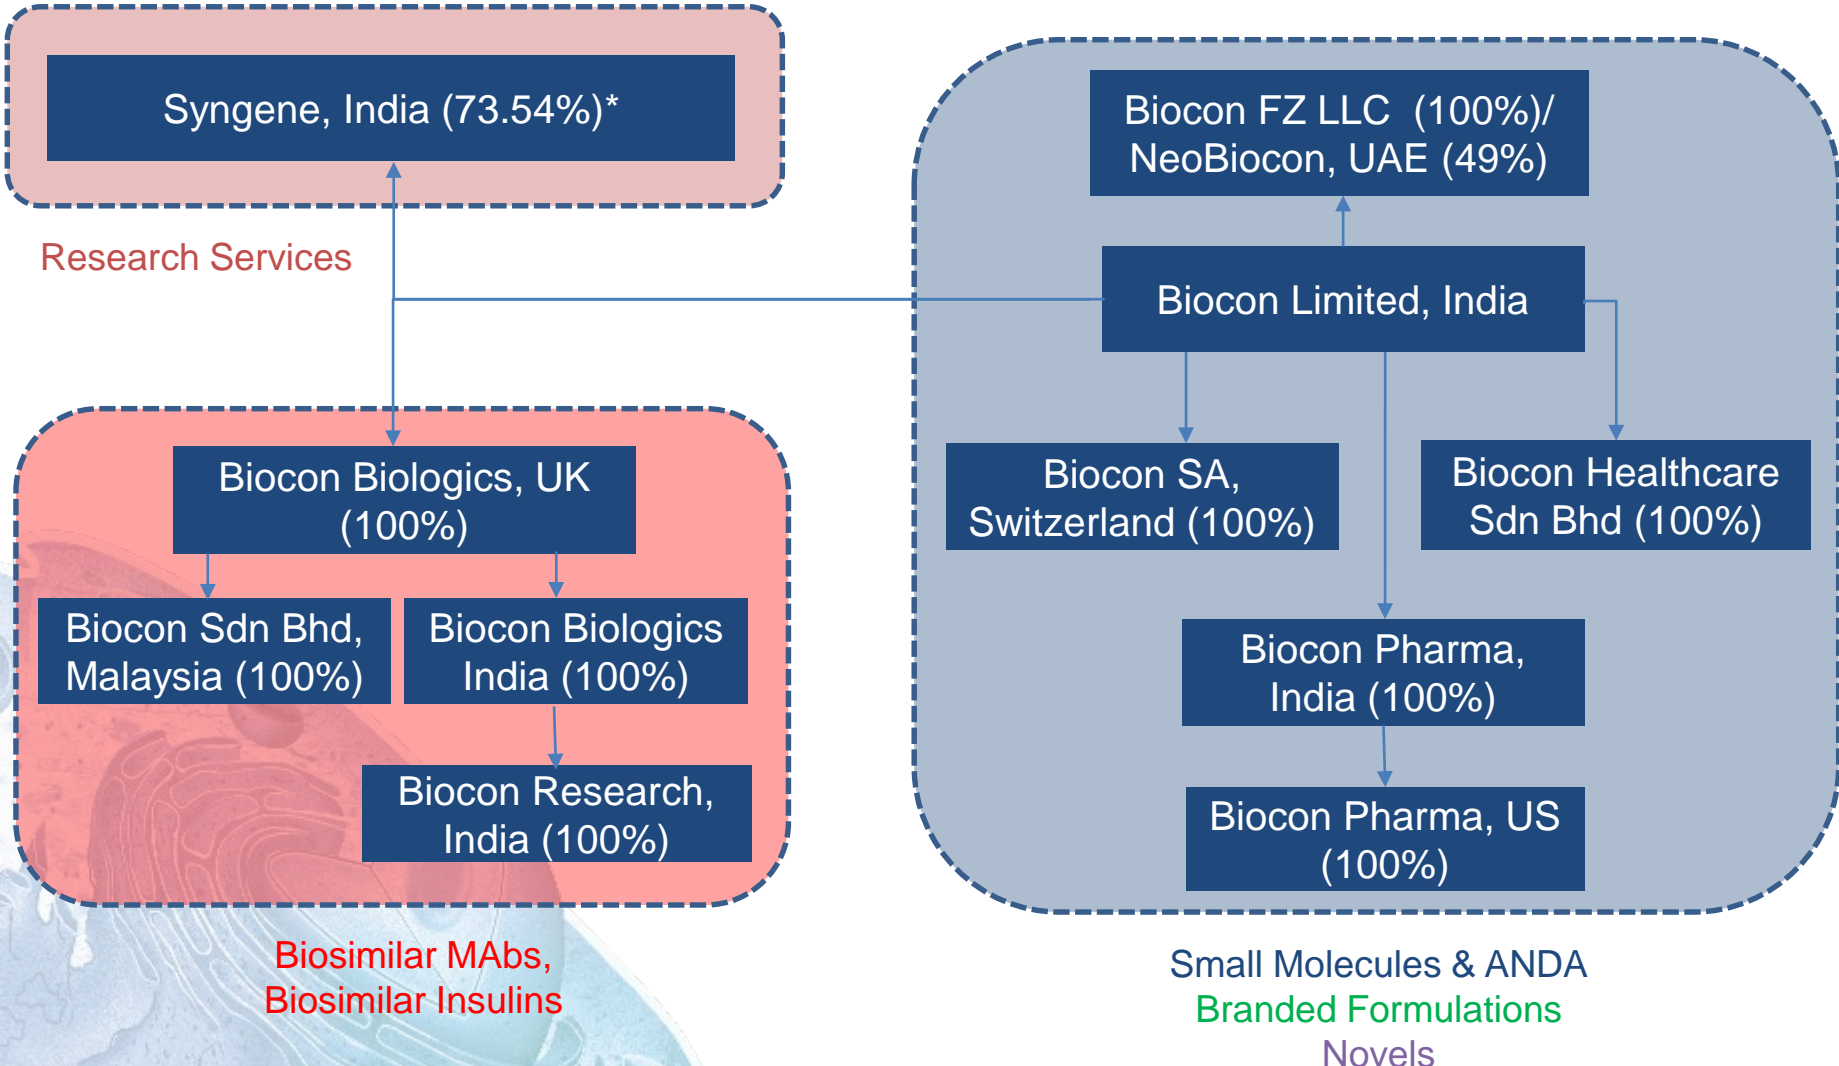 Syngene, India (73.54%)*
Research Services
Biocon FZ LLC  (100%)/
NeoBiocon, UAE (49%)
Biocon Limited, India
Biocon SA,
Switzerland (100%)
Biocon Healthcare
Sdn Bhd (100%)
Biocon Pharma,
India (100%)
Biocon Pharma, US
(100%)
Small Molecules & ANDA
Branded Formulations
Novels
Biocon Biologics, UK
(100%)
Biocon Sdn Bhd,
Malaysia (100%)
Biocon Biologics
India (100%)
Biocon Research,
India (100%)
Biosimilar MAbs,
Biosimilar Insulins